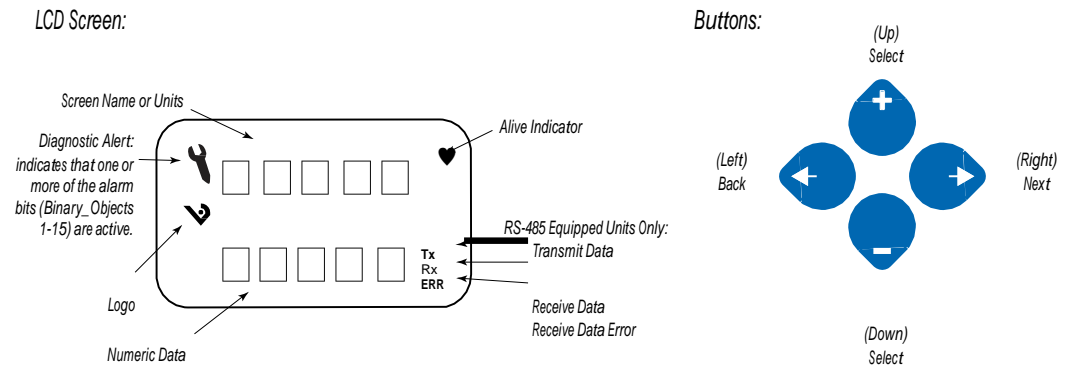 LCD Screen:
Screen Name or Units
Diagnostic Alert:
indicates that one or
more of the alarm
bits (Binary_Objects
1-15) are active.
Logo
Numeric Data
Alive Indicator
RS-485 Equipped Units Only:
Transmit Data
Tx
Rx
ERR
Receive Data
Receive Data Error
Buttons:
(Up)
Select
(Left)
Back
(Right)
Next
(Down)
Select